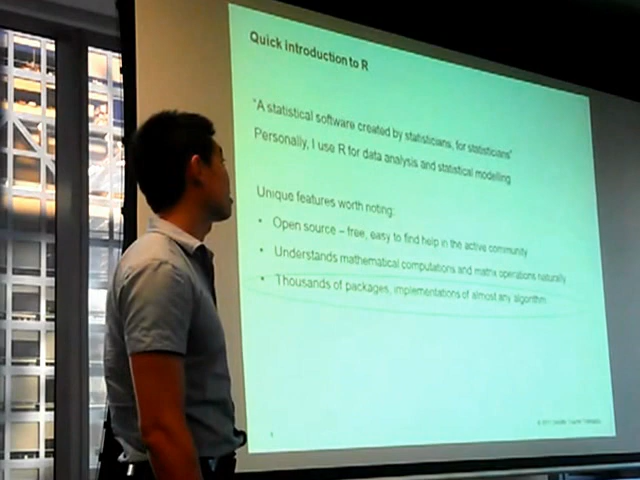 Quick introduction to R
"A statistical software created by statisticians, for statisticians"
Personally, I use R for data analysis and statistical modelling
Unique features worth noting:
• Open source – free, easy to find help in the active community
• Understands mathematical computations and matrix operations naturally
• Thousands of packages, implementations of almost any algorithm